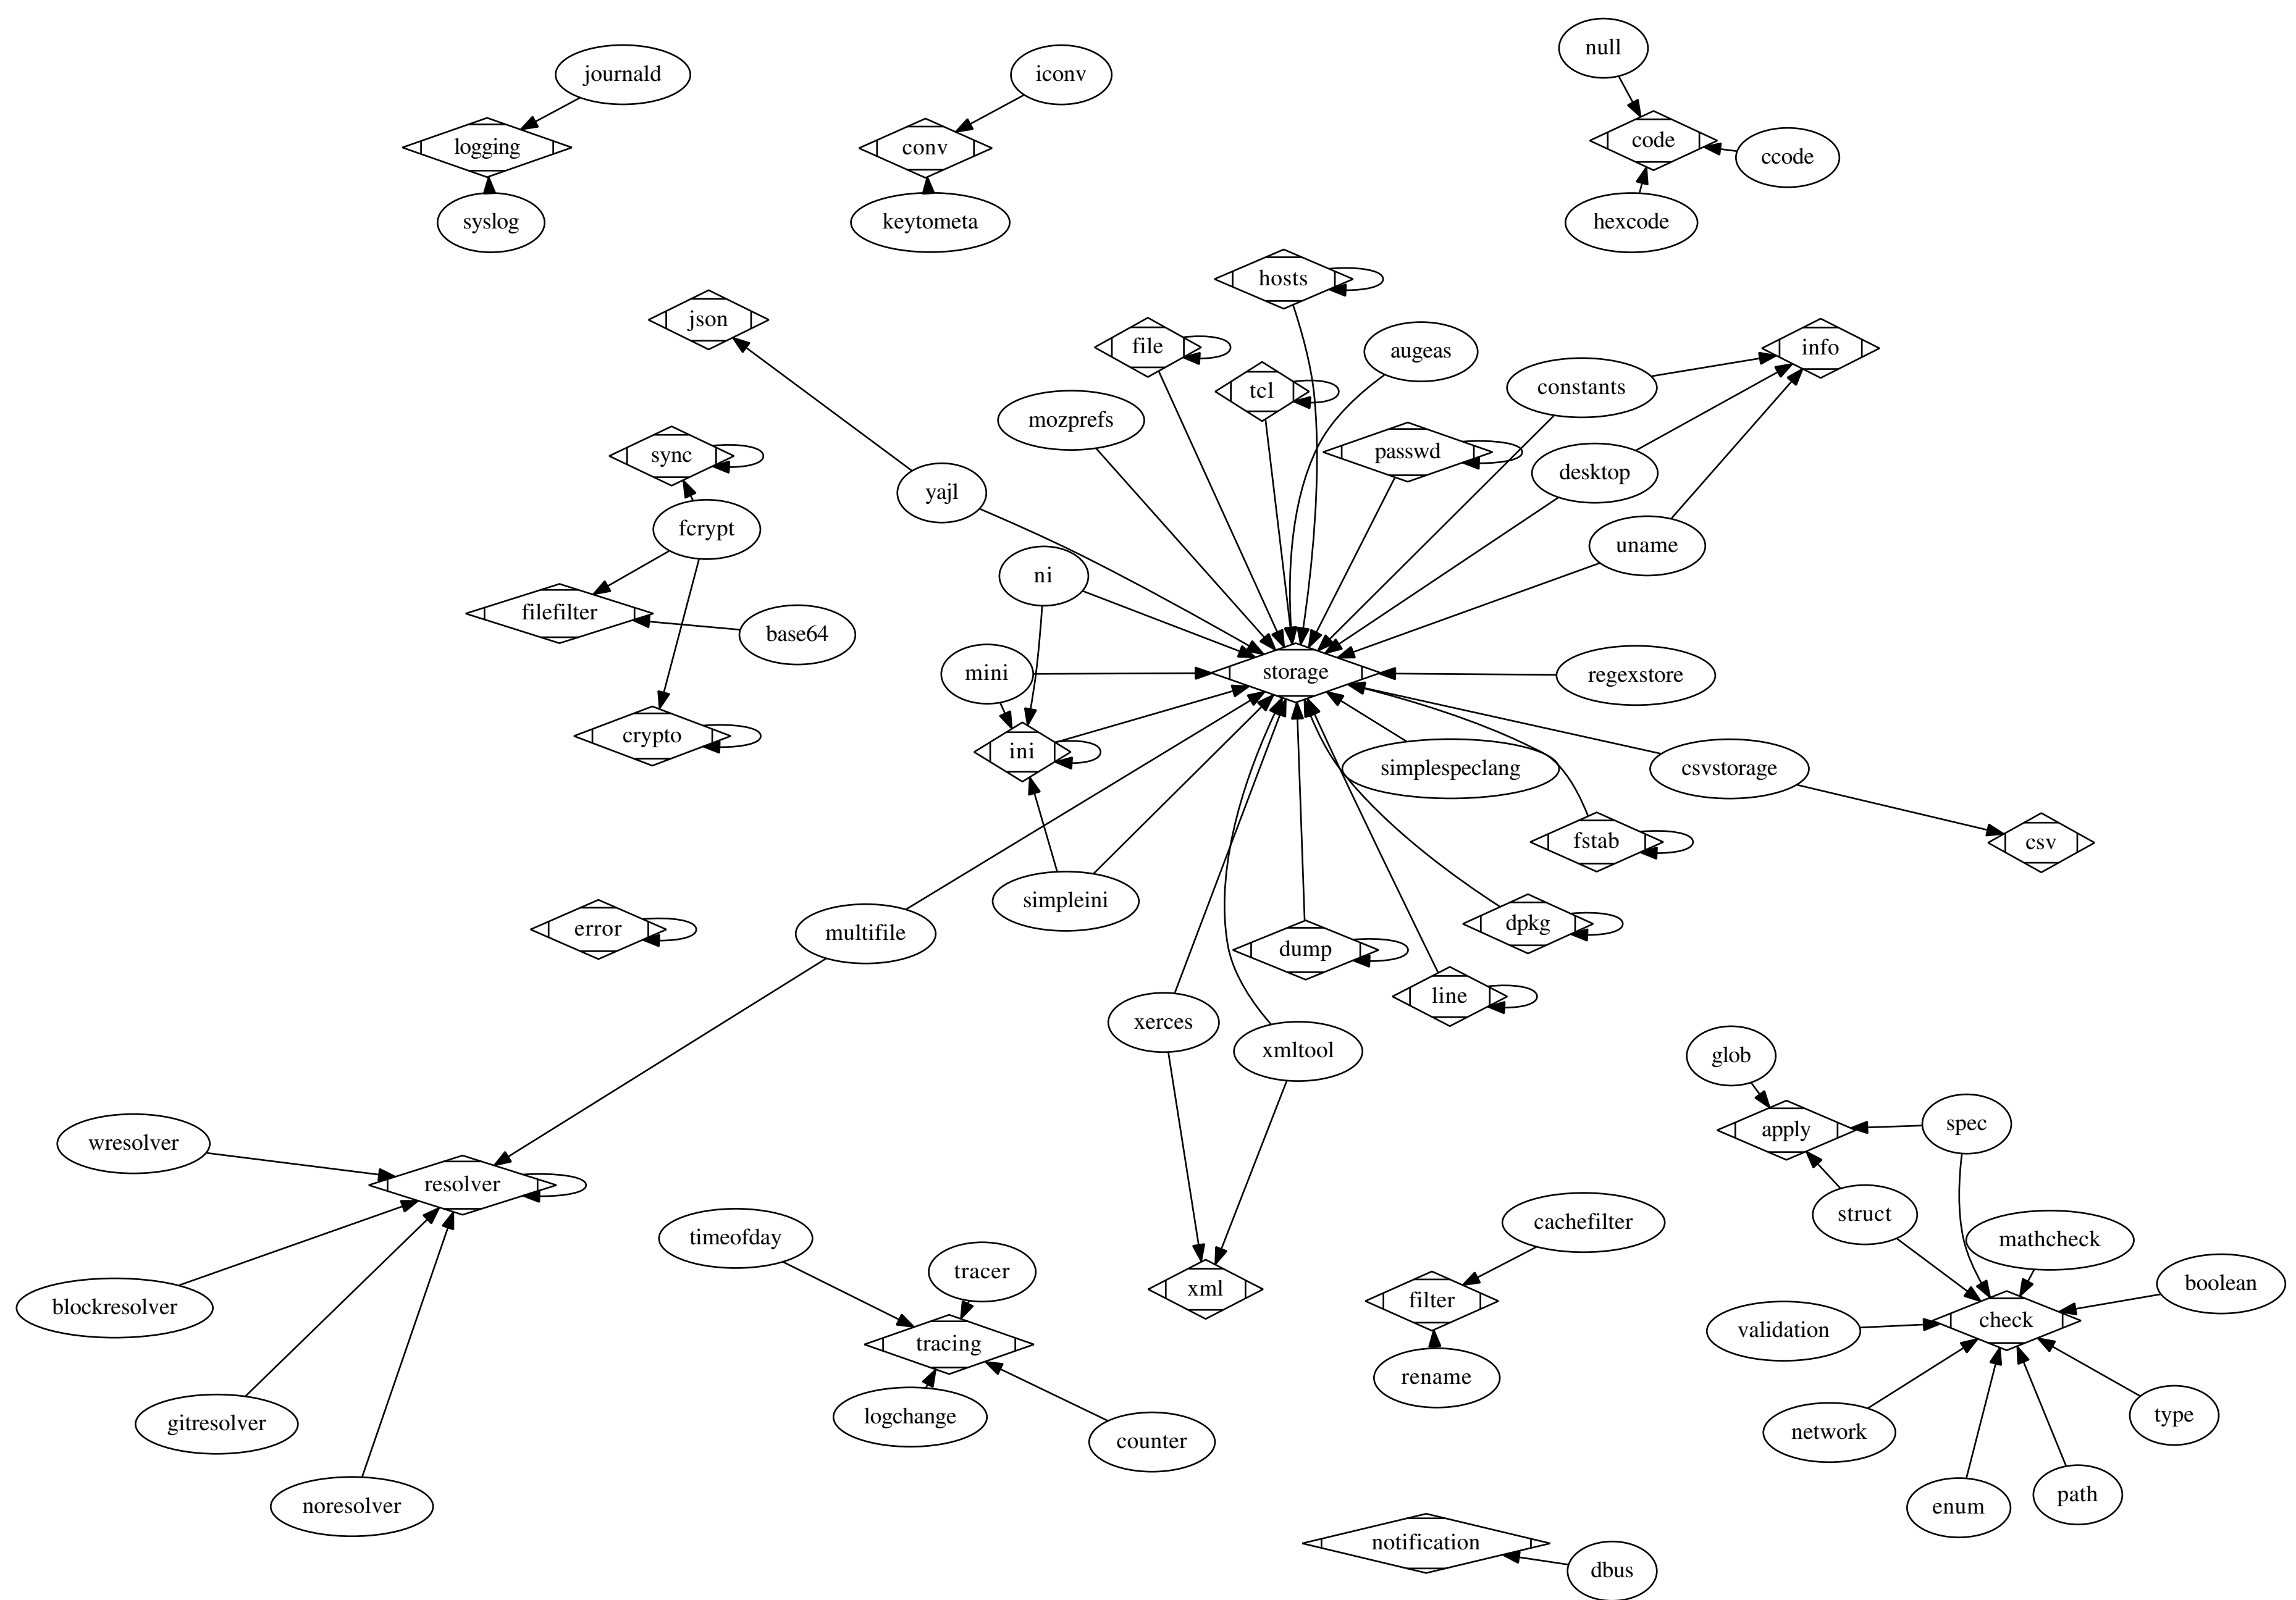 null
journald
iconv
code
logging
conv
ccode
syslog
keytometa
hexcode
hosts
json
file
augeas
info
tcl
constants
mozprefs
passwd
sync
desktop
yajl
fcrypt
uname
ni
filefilter
base64
storage
mini
regexstore
crypto
ini
simplespeclang
csvstorage
fstab
csv
simpleini
dpkg
error
multifile
dump
line
xerces
xmltool
glob
spec
apply
wresolver
resolver
struct
cachefilter
timeofday
mathcheck
tracer
boolean
xml
filter
blockresolver
check
validation
tracing
rename
type
logchange
gitresolver
network
counter
path
noresolver
enum
notification
dbus